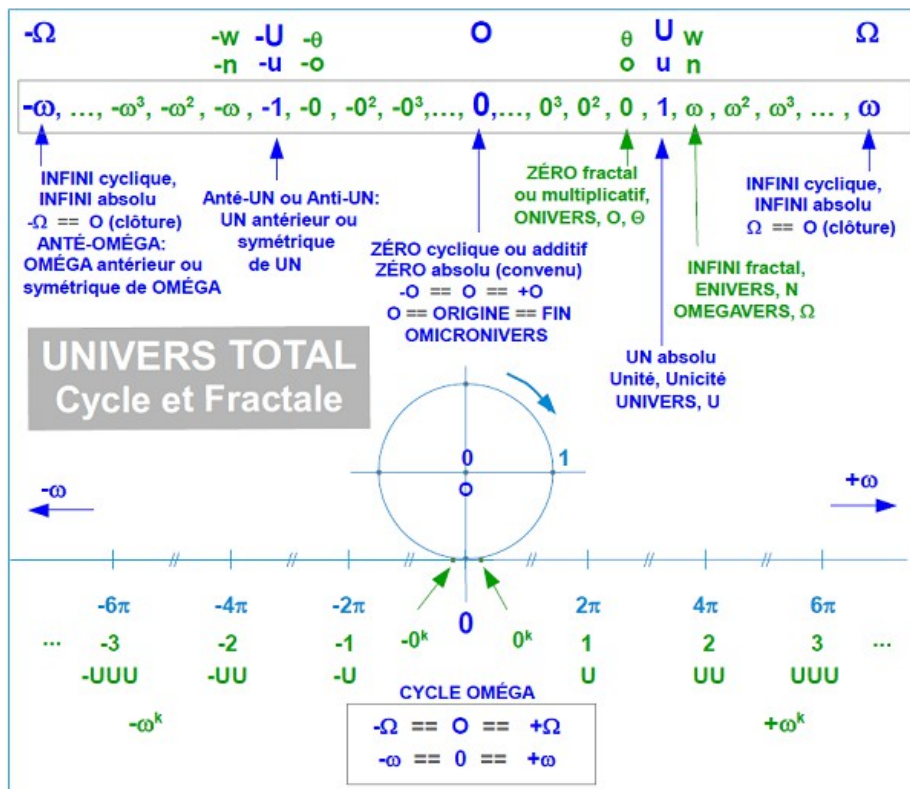 -Ω -w -U -θ O θ U w Ω
-n -u -o o u n
-ω, ..., -ω³, -ω², -ω, -1, -0, -0², -0³,..., 0,..., 0³, 0², 0, 1, ω, ω², ω³, ... , ω
INFINI cyclique,
INFINI absolu
-Ω == O (clôture)
ANTÉ-OMÉGA:
OMÉGA antérieur ou
symétrique de OMÉGA
Anté-UN ou Anti-UN:
UN antérieur ou
symétrique
de UN
ZÉRO cyclique ou additif
ZÉRO absolu (convenu)
-O == O == +O
O == ORIGINE == FIN
OMICRONIVERS
ZÉRO fractal
ou multiplicatif,
ONIVERS, O, Θ
UN absolu
Unité, Unicité
UNIVERS, U
INFINI fractal,
ENIVERS, N
OMEGAVERS, Ω
INFINI cyclique,
INFINI absolu
Ω == O (clôture)
UNIVERS TOTAL
Cycle et Fractale
0 1
O
-ω +ω
-6π -4π -2π 0 2π 4π 6π
... -3 -2 -1 -0ᵏ 0ᵏ 1 2 3 ...
-UUU -UU -U U UU UUU
-ωᵏ +ωᵏ
CYCLE OMÉGA
-Ω == O == +Ω
-ω == 0 == +ω